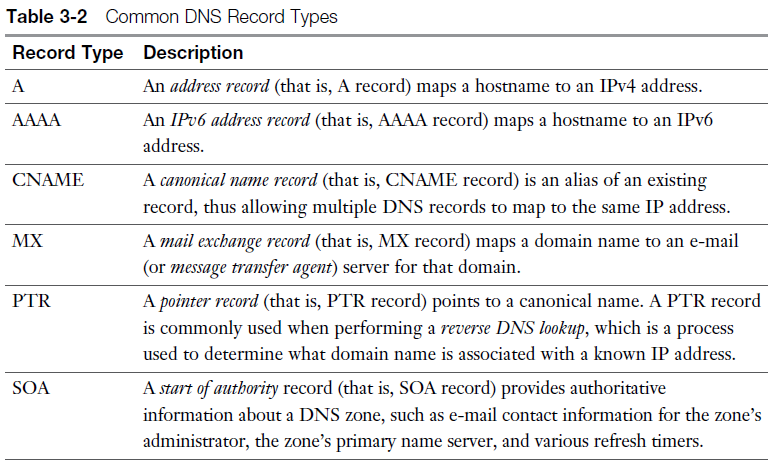 Table 3-2 Common DNS Record Types
Record Type Description
A An address record (that is, A record) maps a hostname to an IPv4 address.
AAAA An IPv6 address record (that is, AAAA record) maps a hostname to an IPv6
address.
CNAME A canonical name record (that is, CNAME record) is an alias of an existing
record, thus allowing multiple DNS records to map to the same IP address.
MX A mail exchange record (that is, MX record) maps a domain name to an e-mail
(or message transfer agent) server for that domain.
PTR A pointer record (that is, PTR record) points to a canonical name. A PTR record
is commonly used when performing a reverse DNS lookup, which is a process
used to determine what domain name is associated with a known IP address.
SOA A start of authority record (that is, SOA record) provides authoritative
information about a DNS zone, such as e-mail contact information for the zone’s
administrator, the zone’s primary name server, and various refresh timers.